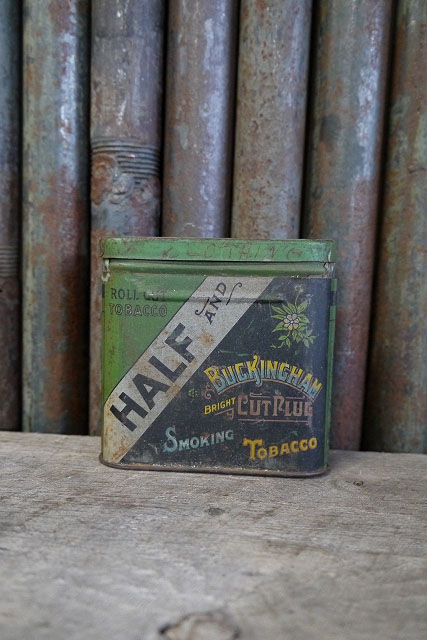 ROLL CUT
TOBACCO
HALF AND
BUCKINGHAM
BRIGHT CUT PLUG
SMOKING TOBACCO